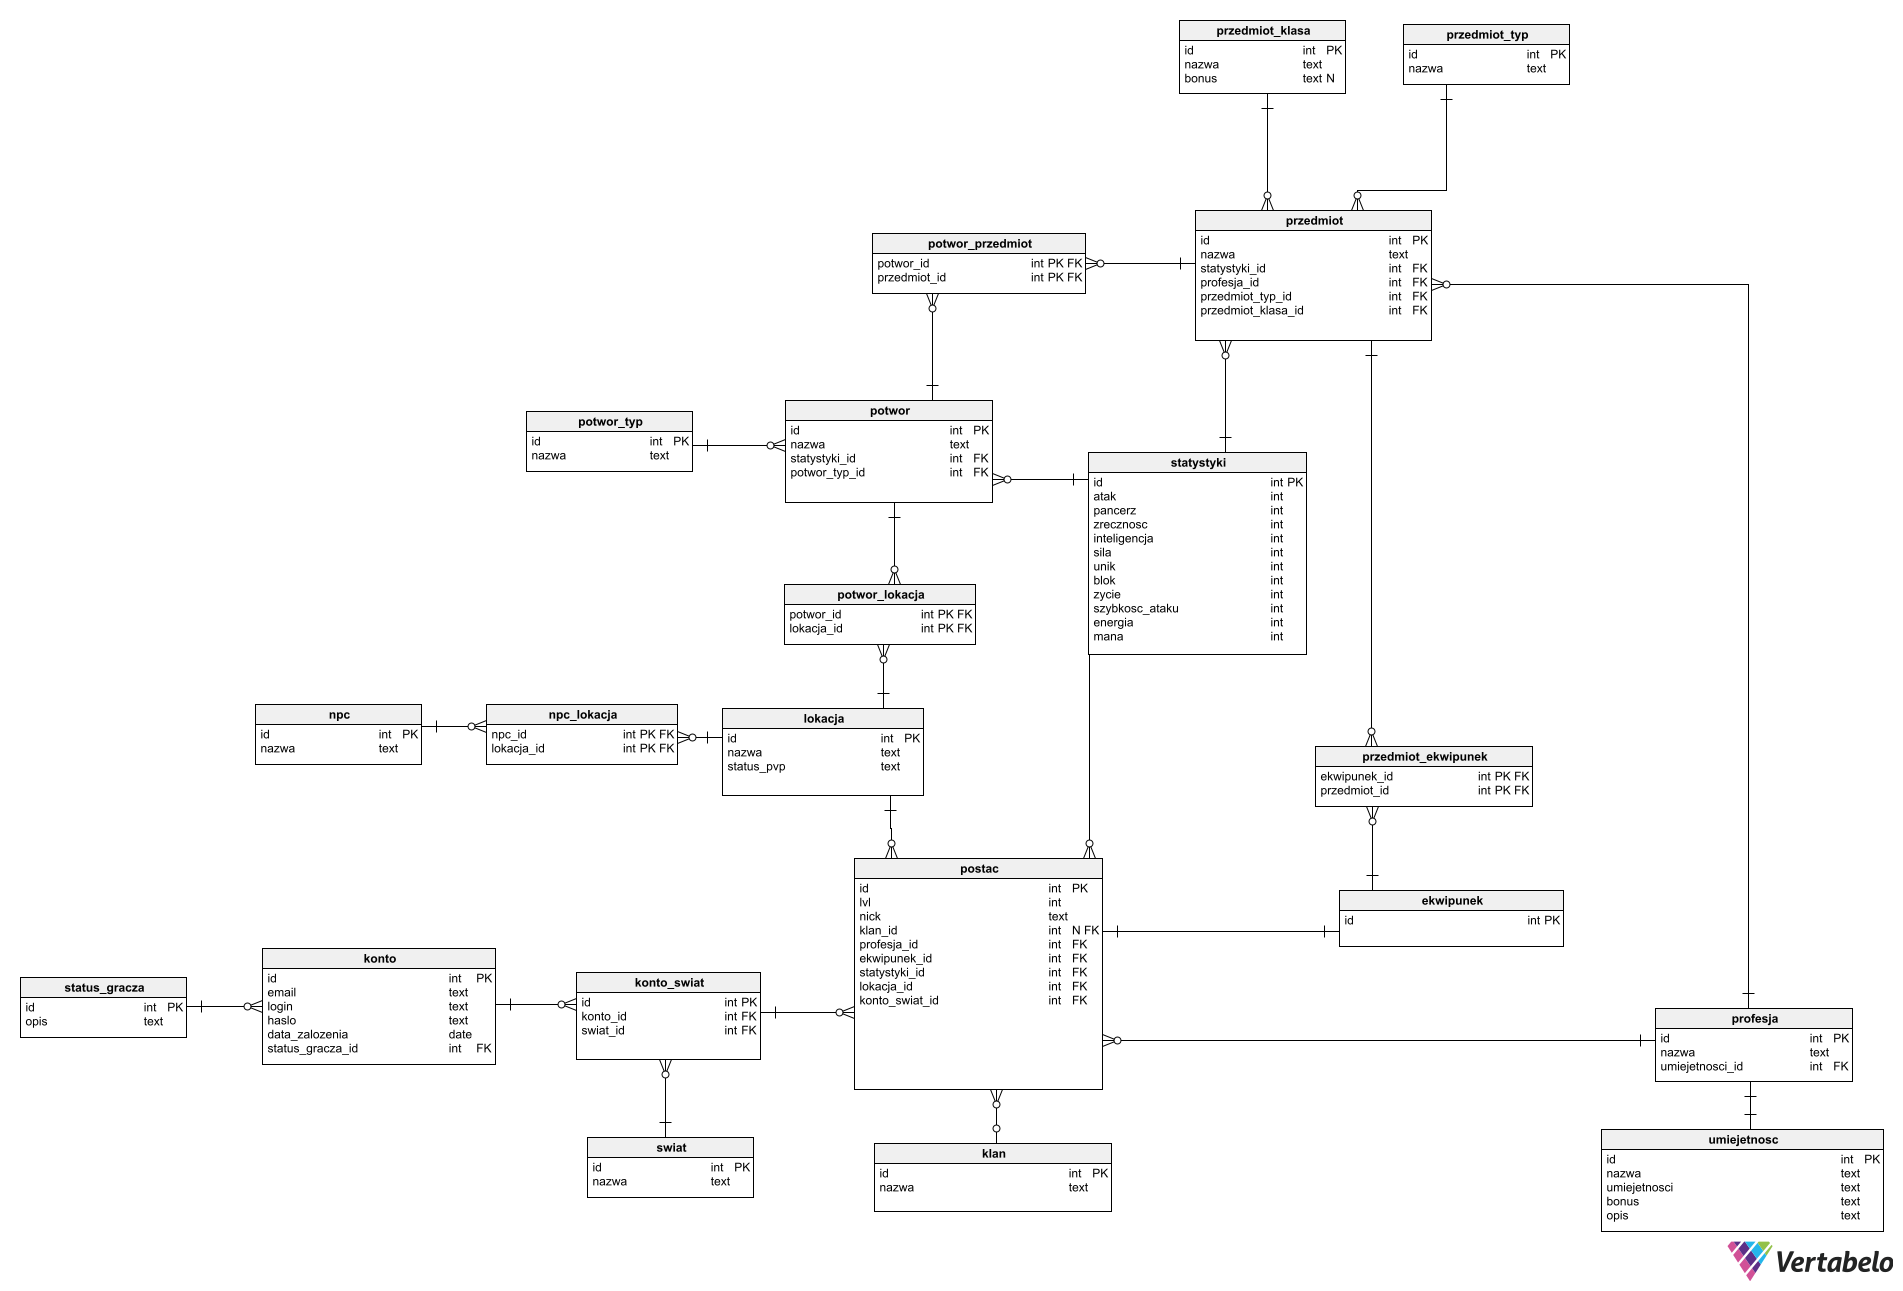 przedmiot_klasa
id int PK
nazwa text
bonus text N
przedmiot_typ
id int PK
nazwa text
przedmiot
id int PK
nazwa text
statystyki_id int FK
profesja_id int FK
przedmiot_typ_id int FK
przedmiot_klasa_id int FK
potwor_przedmiot
potwor_id int PK FK
przedmiot_id int PK FK
potwor_typ
id int PK
nazwa text
potwor
id int PK
nazwa text
statystyki_id int FK
potwor_typ_id int FK
statystyki
id int PK
atak int
pancerz int
zrecznosc int
inteligencja int
sila int
unik int
blok int
zycie int
szybkosc_ataku int
energia int
mana int
potwor_lokacja
potwor_id int PK FK
lokacja_id int PK FK
npc
id int PK
nazwa text
npc_lokacja
npc_id int PK FK
lokacja_id int PK FK
lokacja
id int PK
nazwa text
status_pvp text
przedmiot_ekwipunek
ekwipunek_id int PK FK
przedmiot_id int PK FK
postac
id int PK
lvl int
nick text
klan_id int N FK
profesja_id int FK
ekwipunek_id int FK
statystyki_id int FK
lokacja_id int FK
konto_swiat_id int FK
ekwipunek
id int PK
status_gracza
id int PK
opis text
konto
id int PK
email text
login text
haslo text
data_zalozenia date
status_gracza_id int FK
konto_swiat
id int PK
konto_id int FK
swiat_id int FK
profesja
id int PK
nazwa text
umiejetnosci_id int FK
swiat
id int PK
nazwa text
klan
id int PK
nazwa text
umiejetnosc
id int PK
nazwa text
umiejetnosci text
bonus text
opis text
Vertabelo